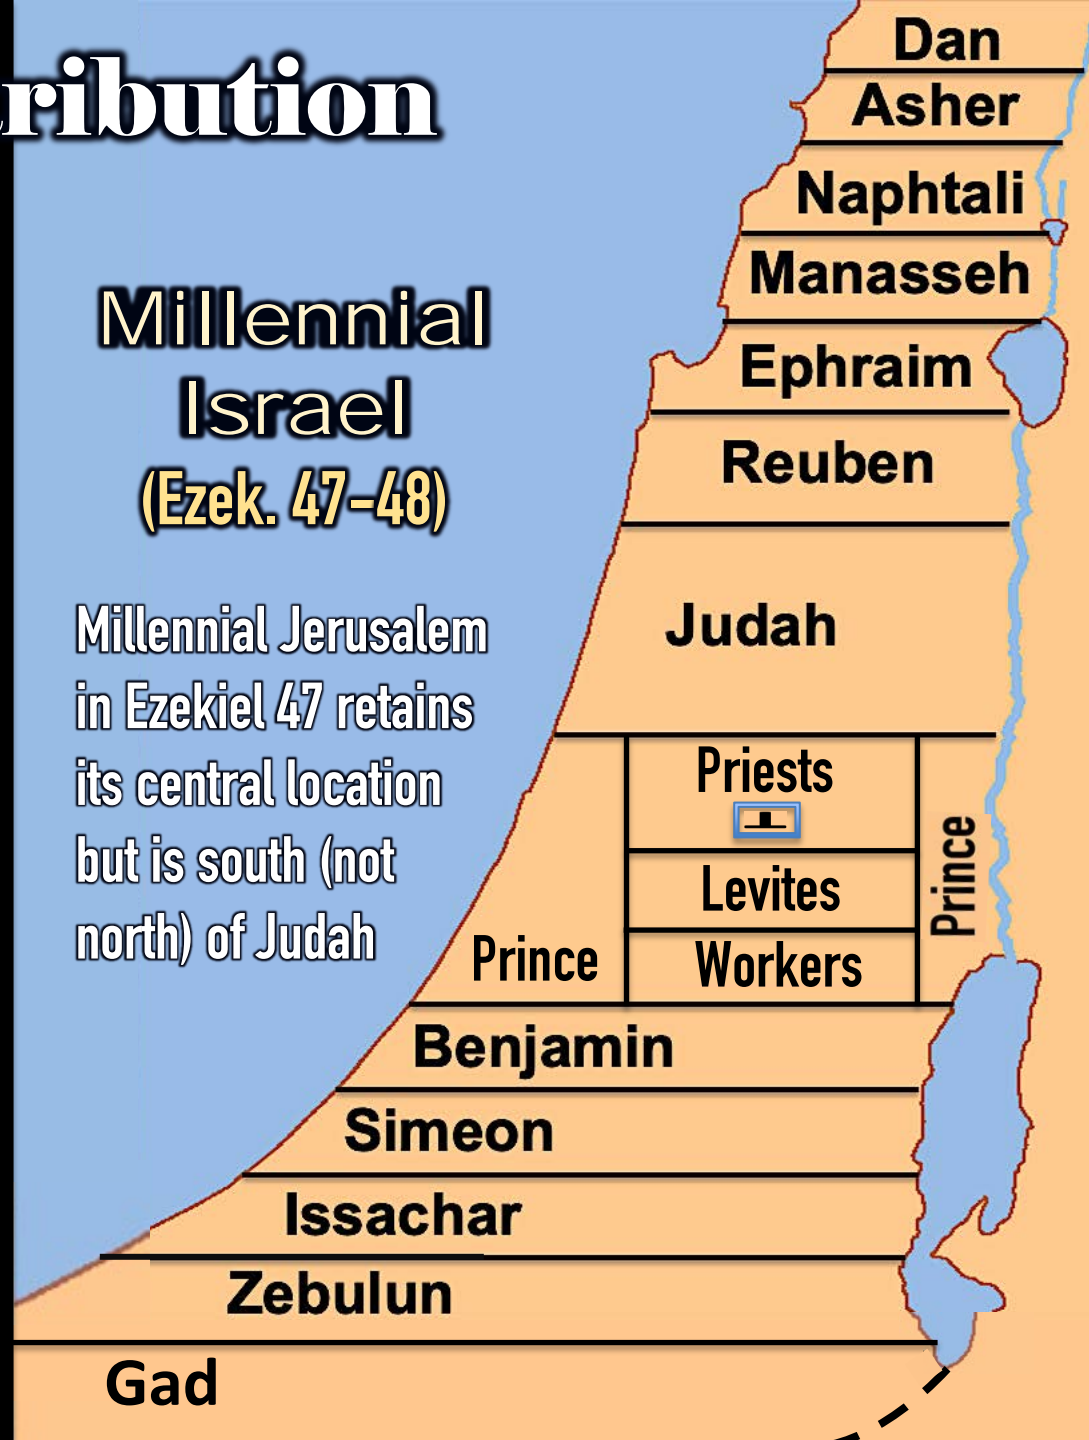 ribution
Millennial
Israel
(Ezek. 47-48)
Millennial Jerusalem
in Ezekiel 47 retains
its central location
but is south (not
north) of Judah
Dan
Asher
Naphtali
Manasseh
Ephraim
Reuben
Judah
Priests
Levites
Workers
Prince
Prince
Benjamin
Simeon
Issachar
Zebulun
Gad